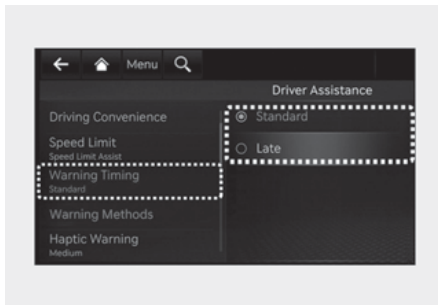 Menu
Driver Assistance
Driving Convenience
Speed Limit
Speed Limit Assist
Warning Timing
Standard
Warning Methods
Haptic Warning
Medium
Standard
Late